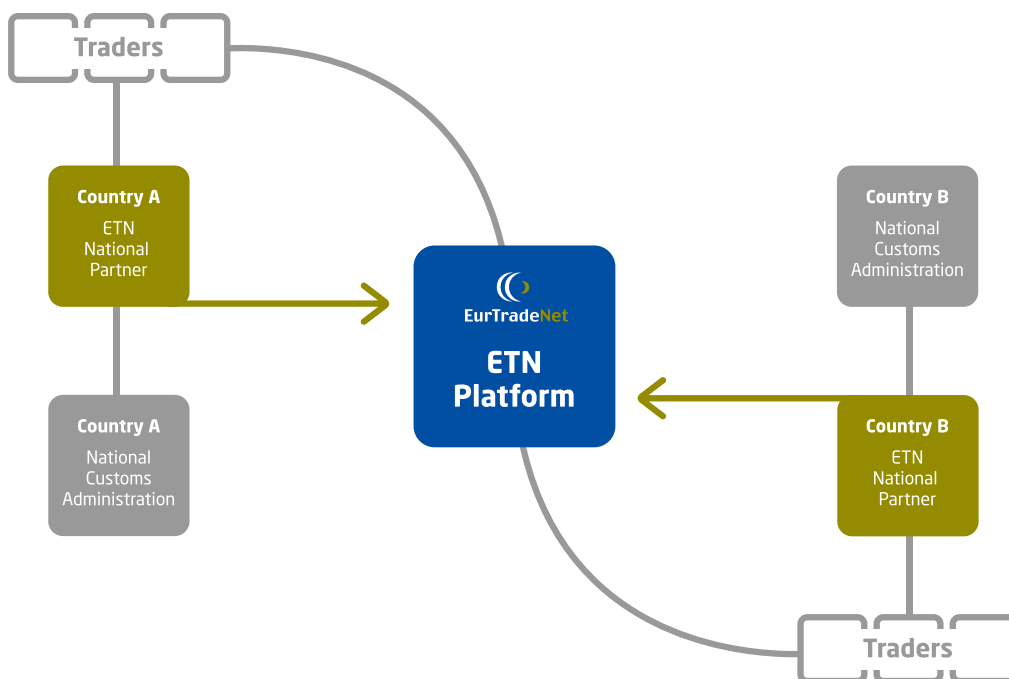 Traders
Country A
ETN
National
Partner
Country A
National
Customs
Administration
EurTradeNet
ETN
Platform
Country B
National
Customs
Administration
Country B
ETN
National
Partner
Traders